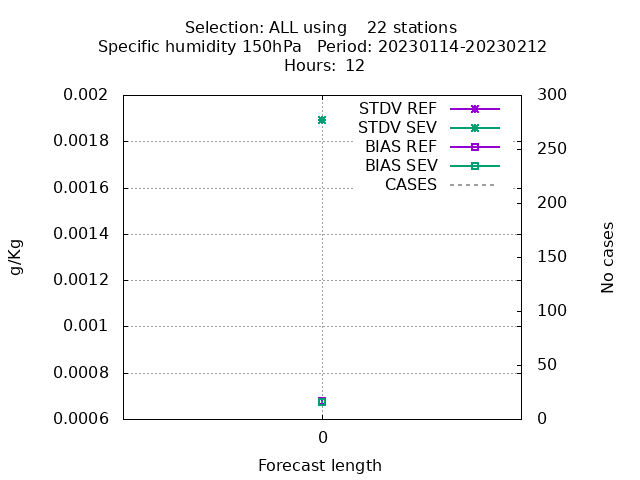 Selection: ALL using    22 stations
Specific humidity 150hPa   Period: 20230114-20230212
Hours:  12
STDV REF
STDV SEV
BIAS REF
BIAS SEV
CASES
0.002
0.0018
0.0016
0.0014
0.0012
0.001
0.0008
0.0006
300
250
200
150
100
50
0
g/Kg
No cases
0
Forecast length